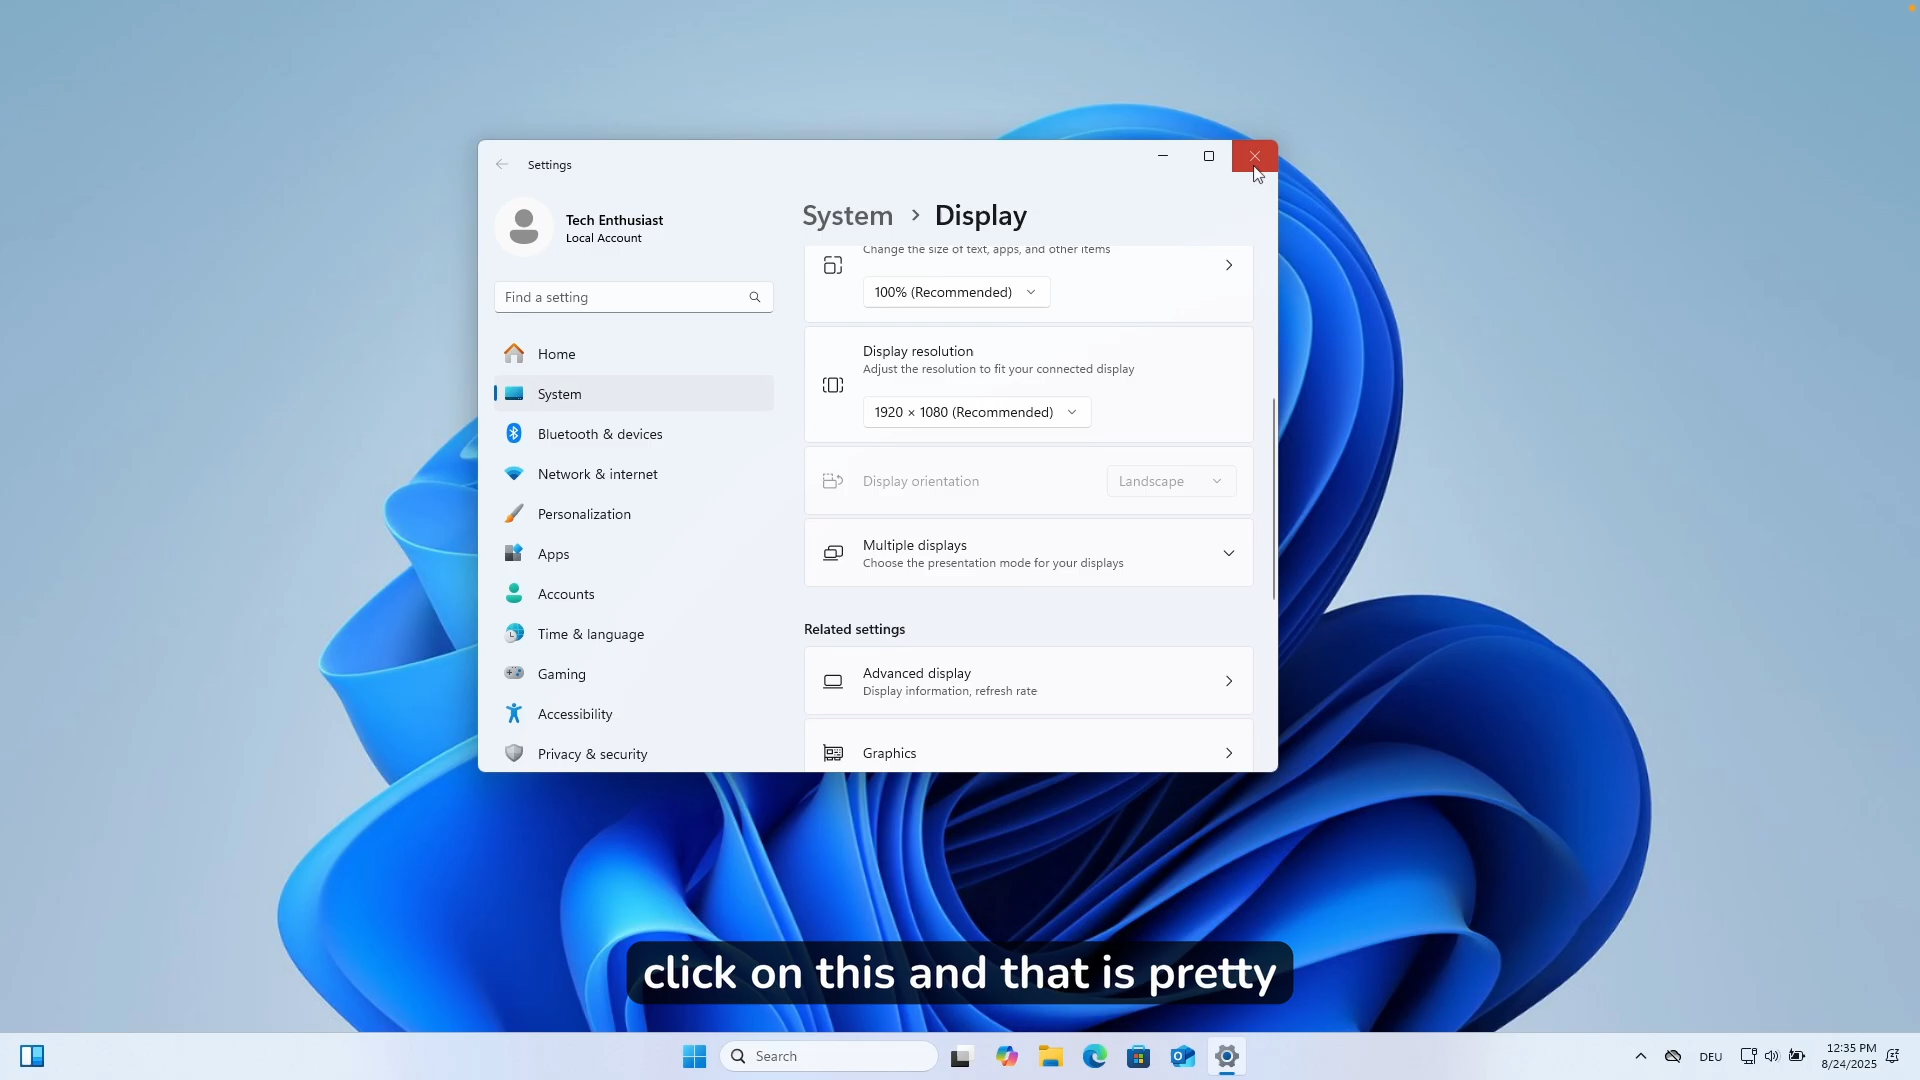 Settings
Tech Enthusiast
Local Account
Find a setting
Home
System
Bluetooth & devices
Network & internet
Personalization
Apps
Accounts
Time & language
Gaming
Accessibility
Privacy & security
System > Display
Change the size of text, apps, and other items
100% (Recommended)
Display resolution
Adjust the resolution to fit your connected display
1920 × 1080 (Recommended)
Display orientation
Landscape
Multiple displays
Choose the presentation mode for your displays
Related settings
Advanced display
Display information, refresh rate
Graphics
click on this and that is pretty
Search
DEU
12:35 PM
8/24/2025